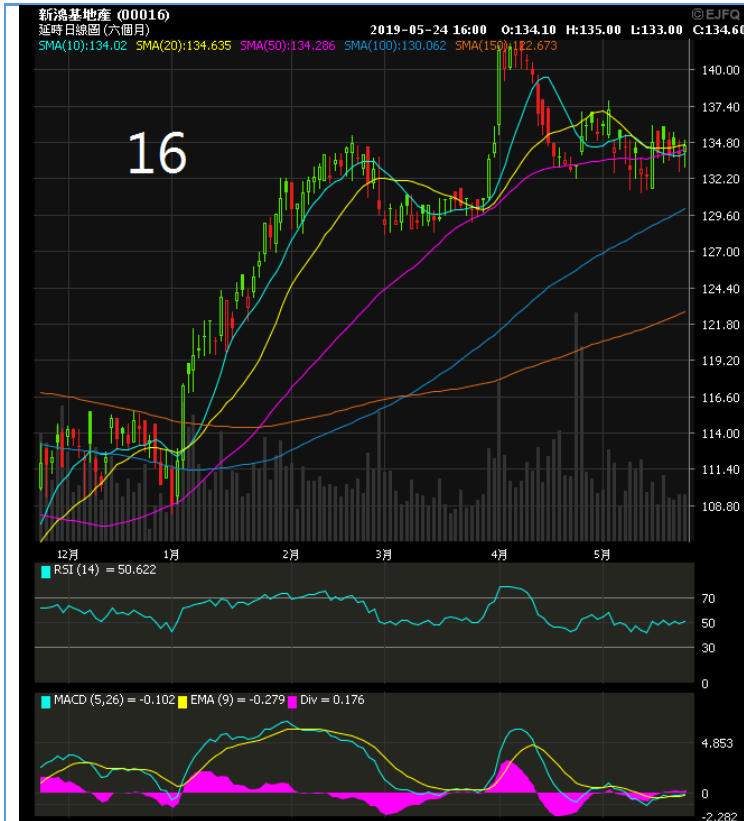 新鴻基地產 (00016)
© EJFQ
延時日線圖 (六個月)
2019-05-24 16:00 O:134.10 H:135.00 L:133.00 C:134.60
SMA(10):134.02 SMA(20):134.635 SMA(50):134.286 SMA(100):130.062 SMA(150):122.673
16
140.00
137.40
134.80
132.20
129.60
127.00
124.40
121.80
119.20
116.60
114.00
111.40
108.80
12月 1月 2月 3月 4月 5月
RSI (14) = 50.622
70
50
30
0
MACD (5,26) = -0.102 EMA (9) = -0.279 Div = 0.176
4.853
0
-2.282